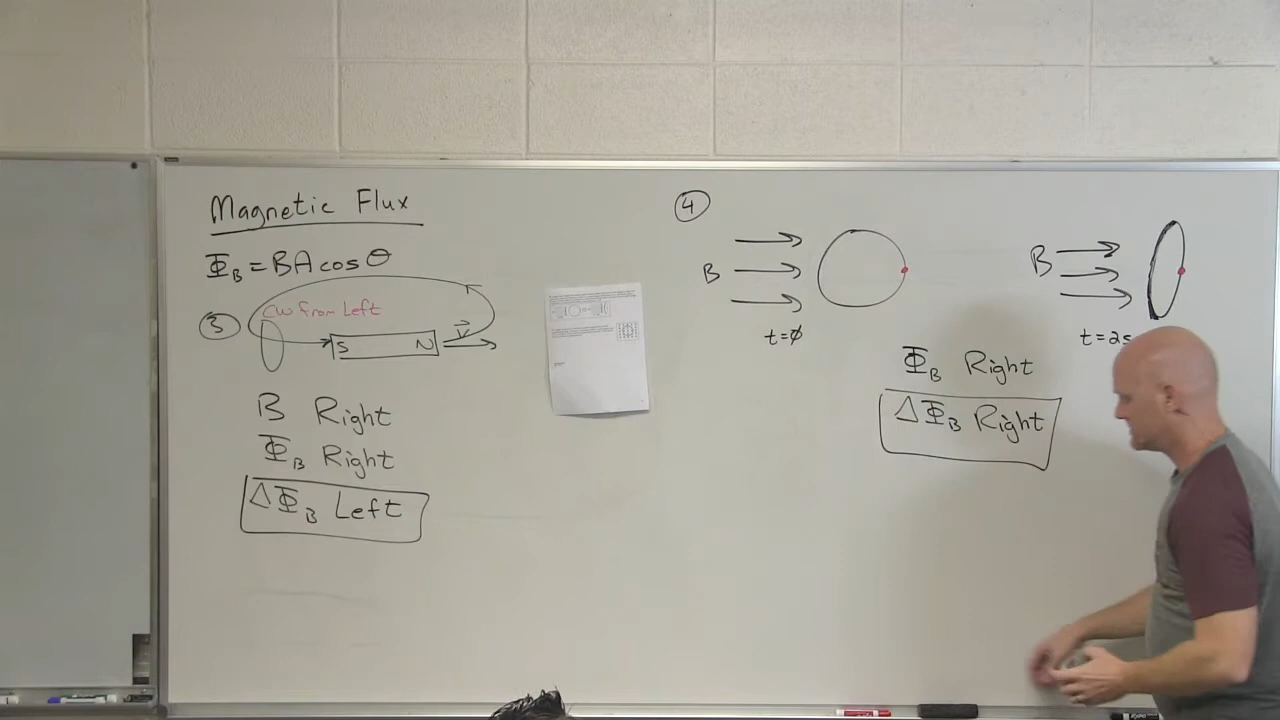 Magnetic Flux
Φ_B = BA cos θ
CW from Left
③
S N V⃗
B Right
Φ_B Right
ΔΦ_B Left
④
B
t=0
B
t=2s
Φ_B Right
ΔΦ_B Right